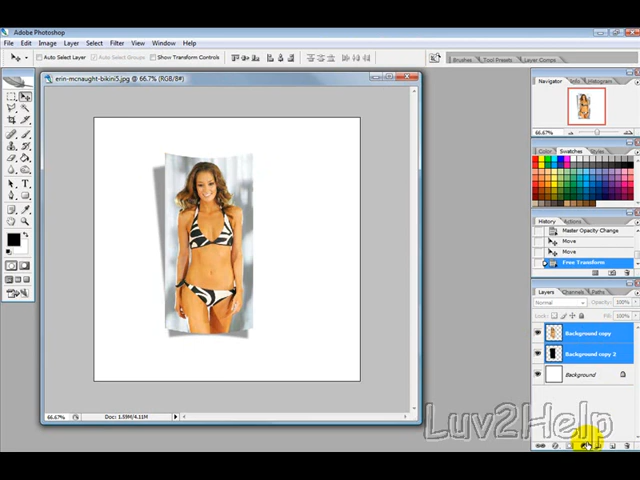 Adobe Photoshop
File Edit Image Layer Select Filter View Window Help
Auto Select Layer Auto Select Groups Show Transform Controls
Brushes Tool Presets Layer Comps
erin-mcnaught-bikini5.jpg @ 66.7% (RGB/8#)
Navigator Info Histogram
66.67%
Color Swatches Styles
History Actions
Master Opacity Change
Move
Move
Free Transform
Layers Channels Paths
Normal Opacity: 100%
Lock: Fill: 100%
Background copy
Background copy 2
Background
66.67% Doc: 1.59M/4.11M
Luv2Help